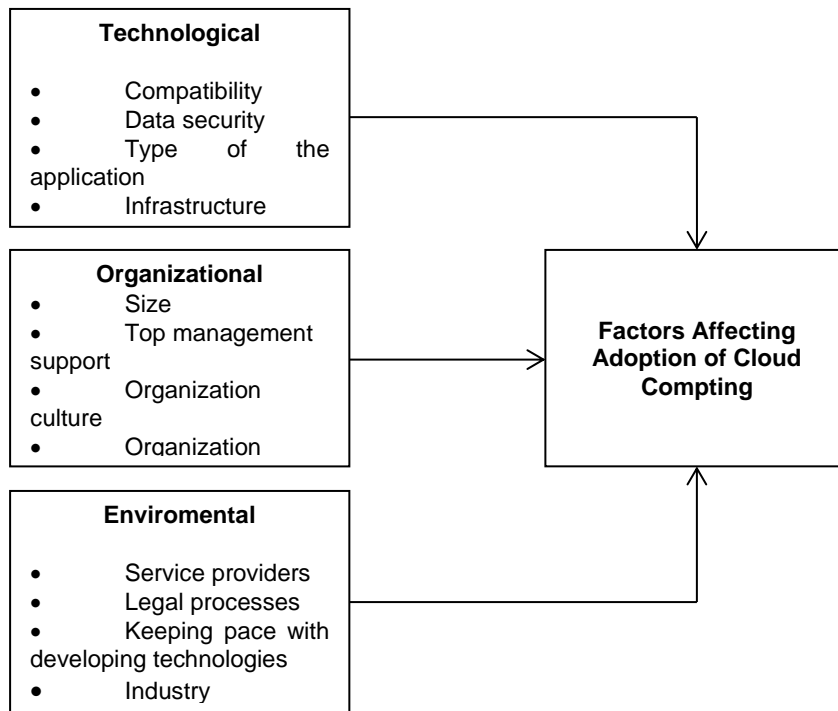 Technological
• Compatibility
• Data security
• Type of the
application
• Infrastructure
Organizational
• Size
• Top management
support
• Organization
culture
• Organization
Enviromental
• Service providers
• Legal processes
• Keeping pace with
developing technologies
• Industry
Factors Affecting
Adoption of Cloud
Compting